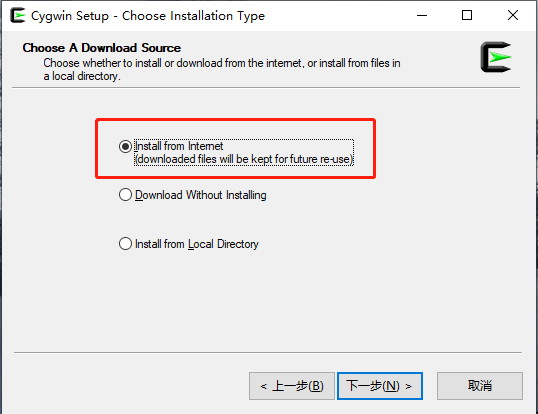 Cygwin Setup - Choose Installation Type
Choose A Download Source
Choose whether to install or download from the internet, or install from files in
a local directory.
Install from Internet
(downloaded files will be kept for future re-use)
Download Without Installing
Install from Local Directory
< 上一步(B)
下一步(N) >
取消